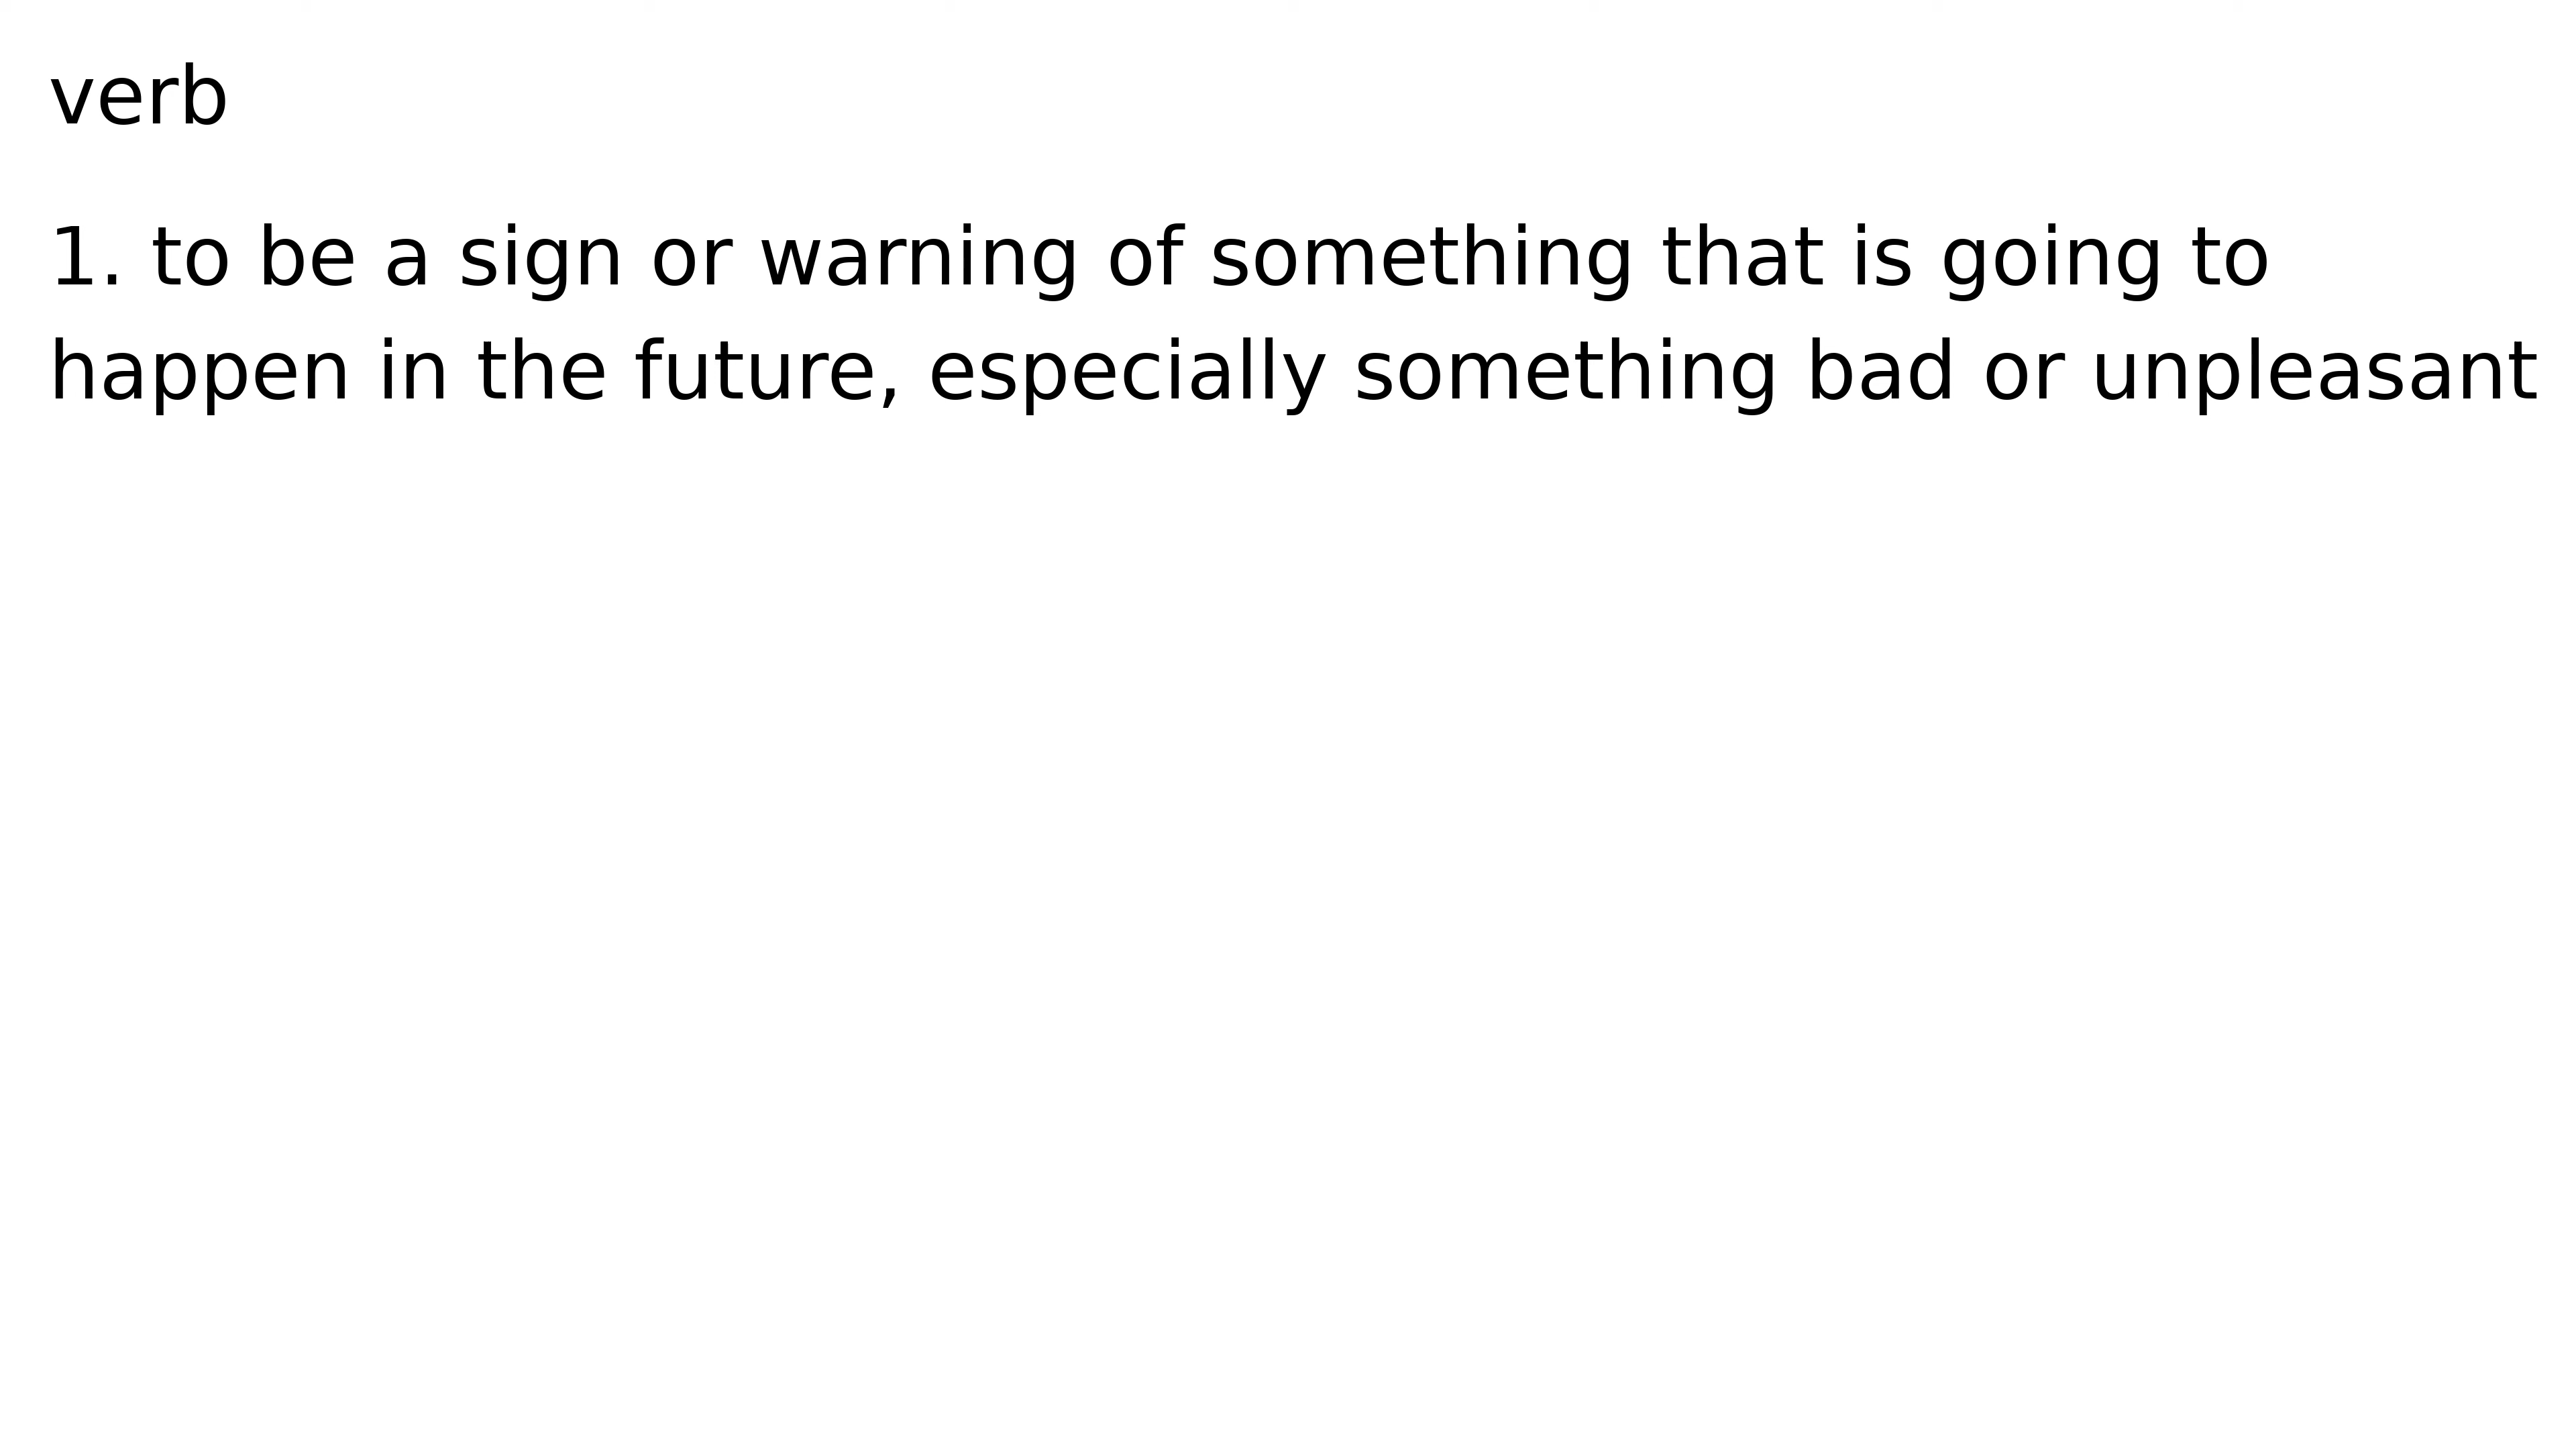 verb
1. to be a sign or warning of something that is going to
happen in the future, especially something bad or unpleasant